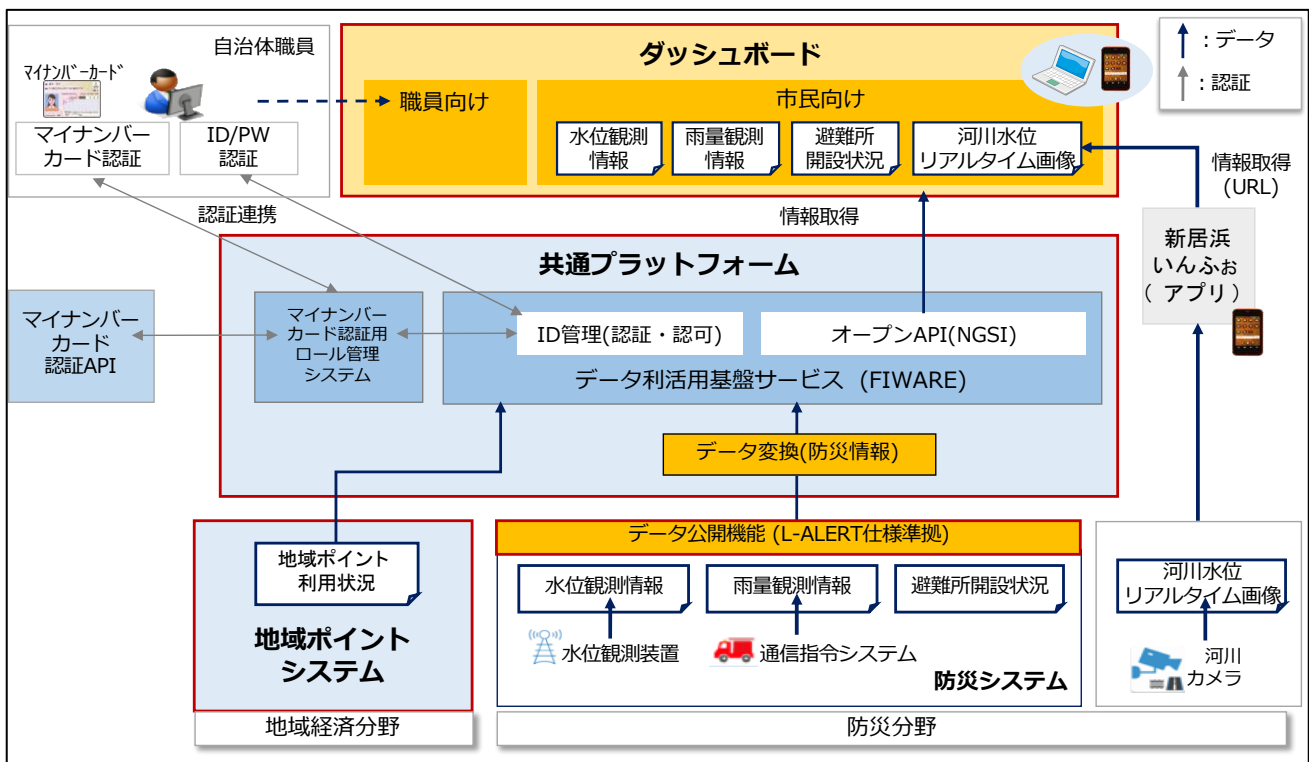 自治体職員
マイナンバーカード
マイナンバー
カード認証
ID/PW
認証
ダッシュボード
職員向け
市民向け
水位観測
情報
雨量観測
情報
避難所
開設状況
河川水位
リアルタイム画像
：データ
：認証
情報取得
(URL)
認証連携
情報取得
新居浜
いんふぉ
( アプリ )
共通プラットフォーム
マイナンバー
カード
認証API
マイナンバー
カード認証用
ロール管理
システム
ID管理(認証・認可)
オープンAPI(NGSI)
データ利活用基盤サービス (FIWARE)
データ変換(防災情報)
地域ポイント
利用状況
地域ポイント
システム
地域経済分野
データ公開機能 (L-ALERT仕様準拠)
水位観測情報
雨量観測情報
避難所開設状況
水位観測装置
通信指令システム
防災システム
河川水位
リアルタイム画像
河川
カメラ
防災分野